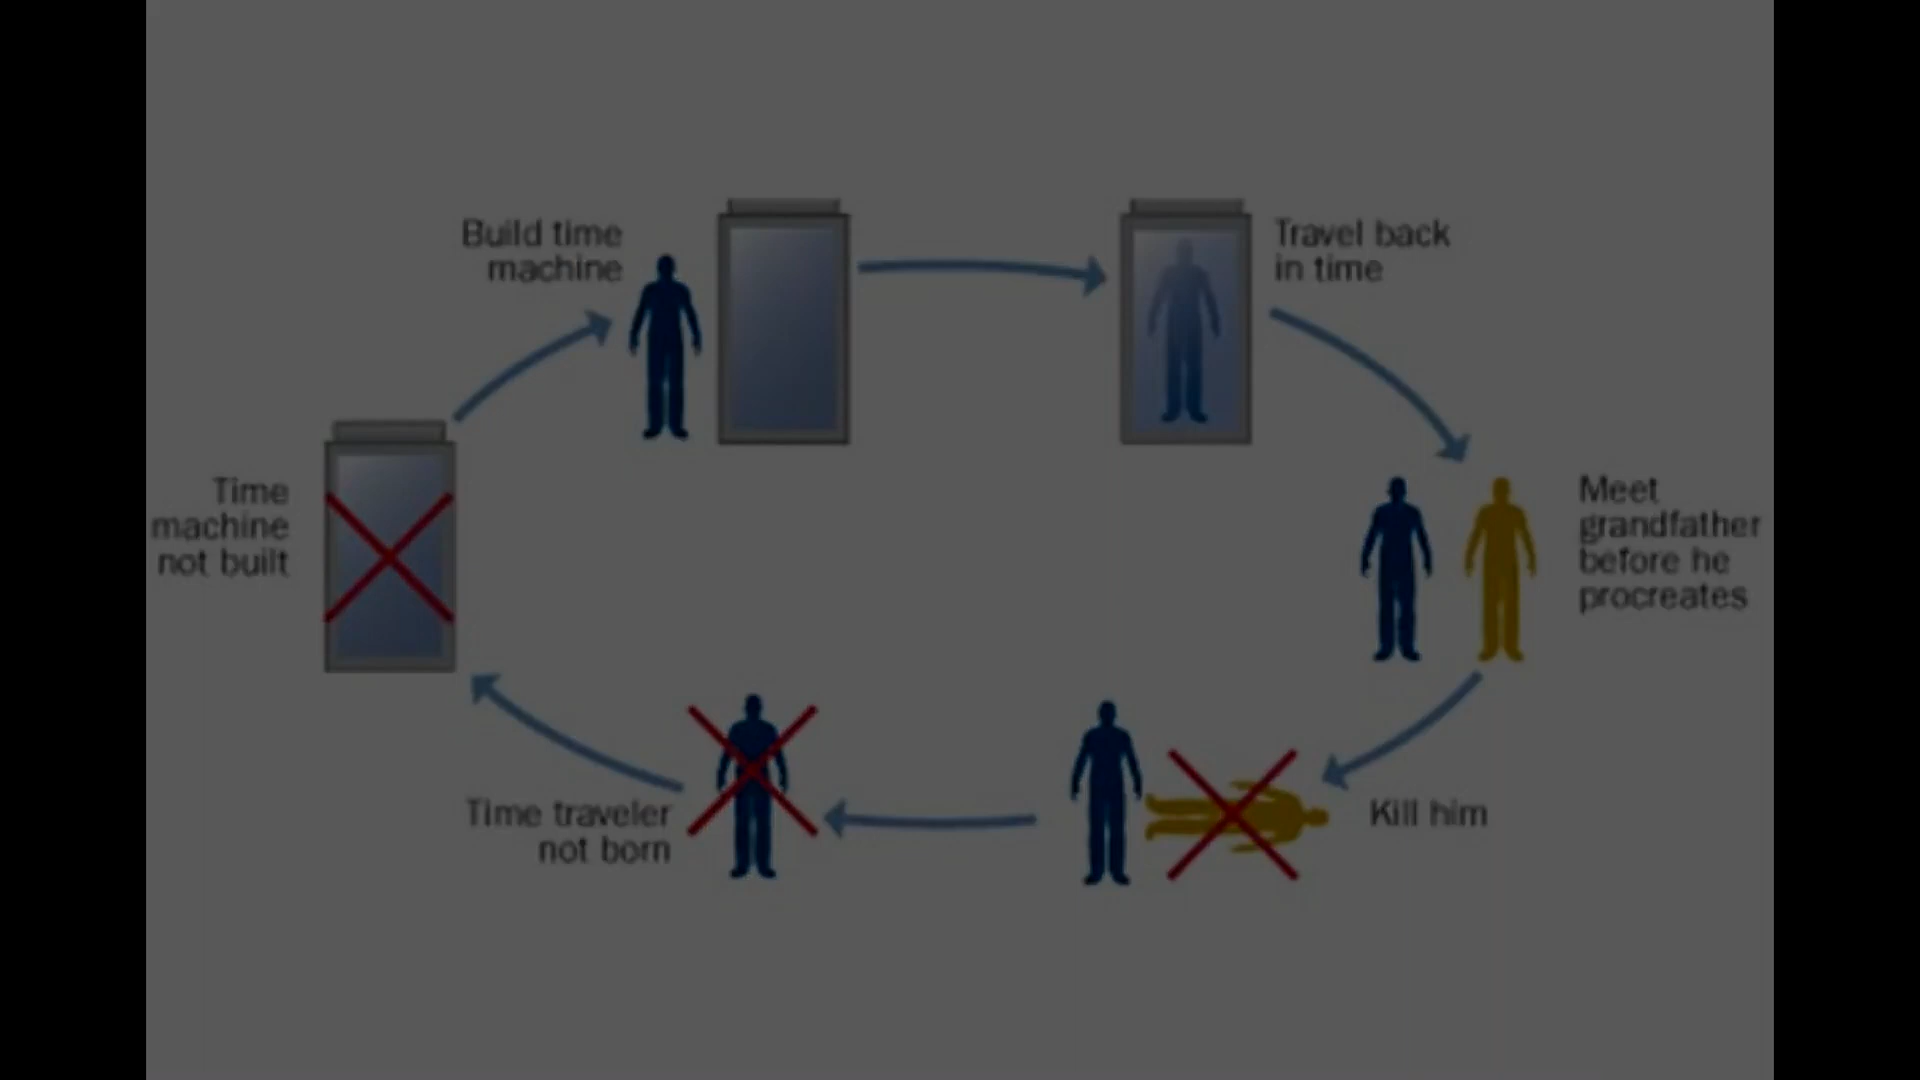 Build time
machine
Travel back
in time
Meet
grandfather
before he
procreates
Kill him
Time traveler
not born
Time
machine
not built